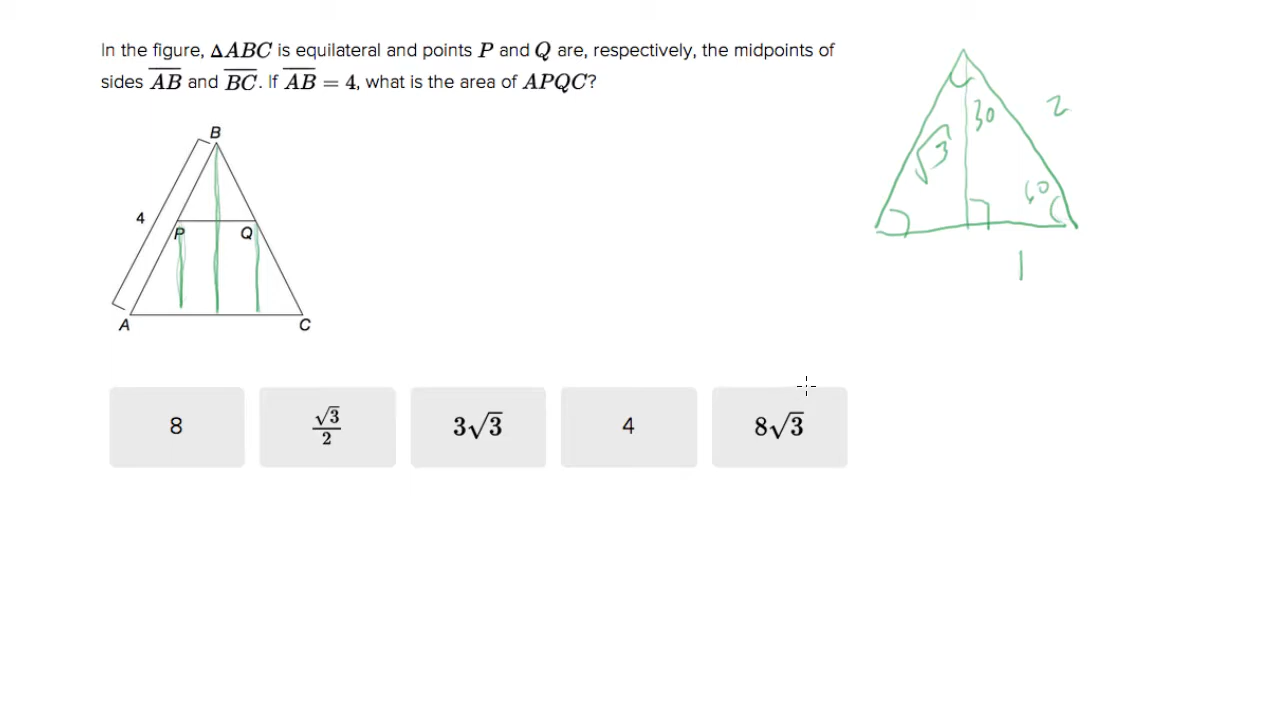 In the figure, ΔABC is equilateral and points P and Q are, respectively, the midpoints of
sides AB and BC. If AB = 4, what is the area of APQC?
B
4
P Q
A C
√3 30 2
60
1
8 √3/2 3√3 4 8√3